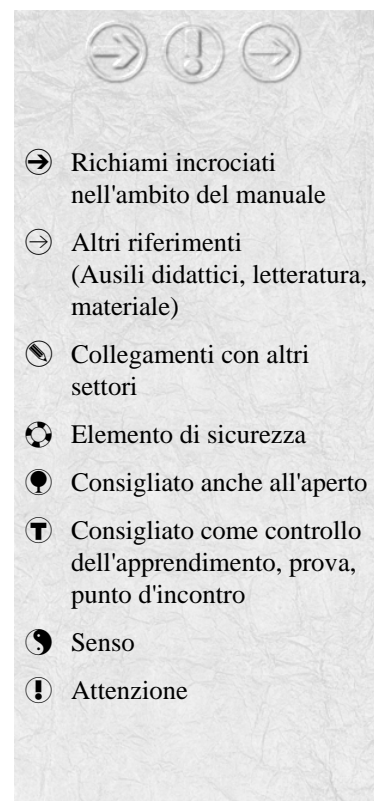 Richiami incrociati
nell'ambito del manuale
Altri riferimenti
(Ausili didattici, letteratura,
materiale)
Collegamenti con altri
settori
Elemento di sicurezza
Consigliato anche all'aperto
T Consigliato come controllo
dell'apprendimento, prova,
punto d'incontro
Senso
! Attenzione